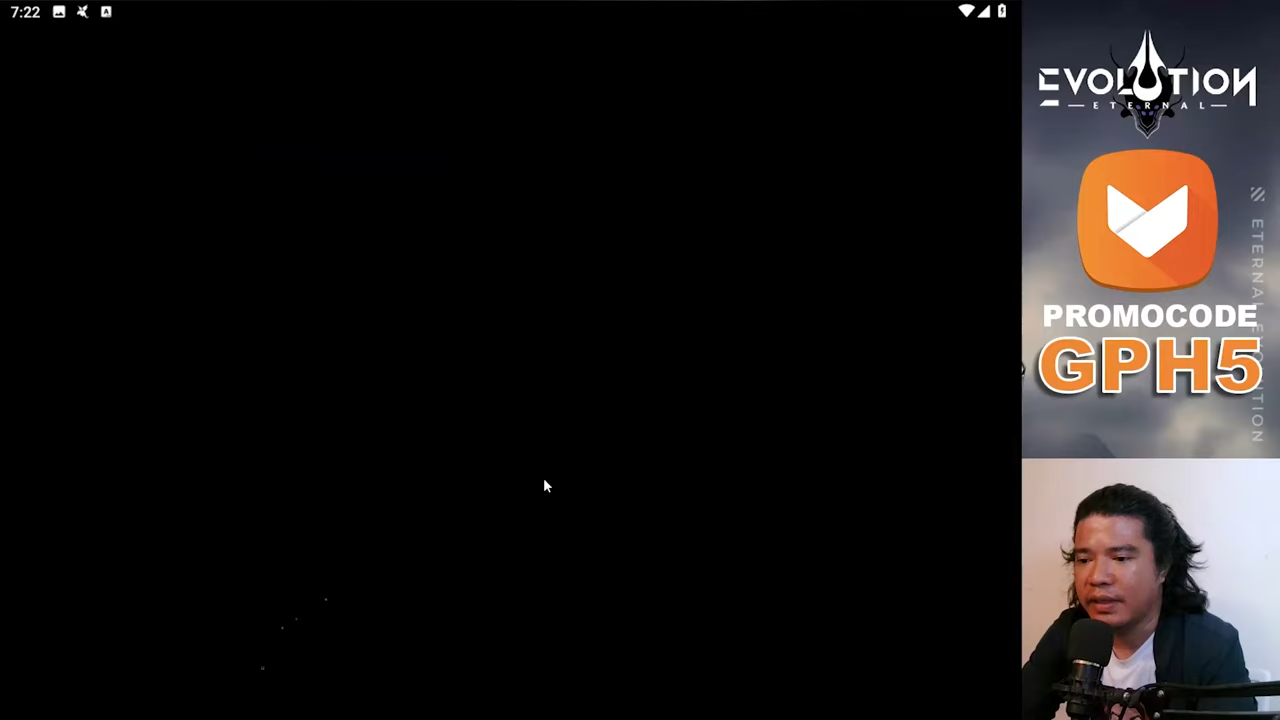 7:22
A
EVOLUTION
ETERNAL
PROMOCODE
GPH5
ETERNAL EVOLUTION